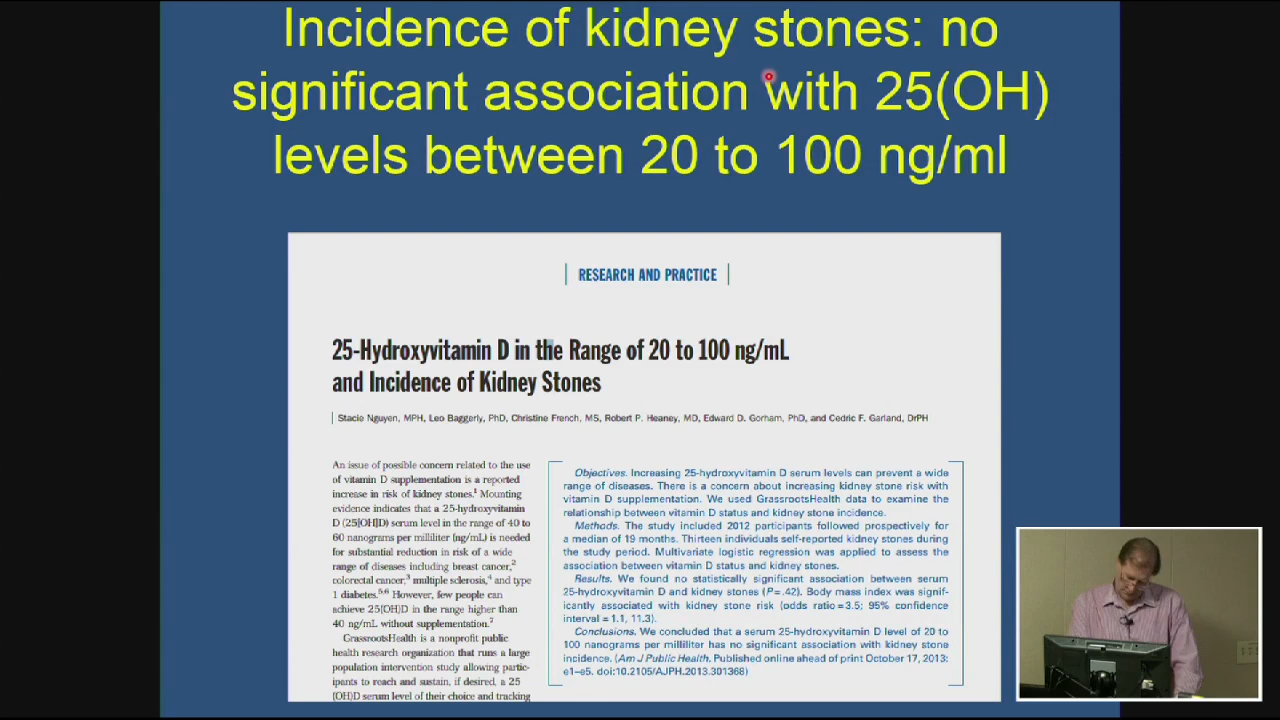 Incidence of kidney stones: no
significant association with 25(OH)
levels between 20 to 100 ng/ml
RESEARCH AND PRACTICE
25-Hydroxyvitamin D in the Range of 20 to 100 ng/mL
and Incidence of Kidney Stones
Stacie Nguyen, MPH, Leo Baggerly, PhD, Christine French, MS, Robert P. Heaney, MD, Edward D. Gorham, PhD, and Cedric F. Garland, DrPH
An issue of possible concern related to the use
of vitamin D supplementation is a reported
increase in risk of kidney stones.1 Mounting
evidence indicates that a 25-hydroxyvitamin
D (25[OH]D) serum level in the range of 40 to
60 nanograms per milliliter (ng/mL) is needed
for substantial reduction in risk of a wide
range of diseases including breast cancer,2
colorectal cancer,3 multiple sclerosis,4 and type
1 diabetes.5,6 However, few people can
achieve 25(OH)D in the range higher than
40 ng/mL without supplementation.7
GrassrootsHealth is a nonprofit public
health research organization that runs a large
population intervention study allowing partic-
ipants to reach and sustain, if desired, a 25
(OH)D serum level of their choice and tracking
Objectives. Increasing 25-hydroxyvitamin D serum levels can prevent a wide
range of diseases. There is a concern about increasing kidney stone risk with
vitamin D supplementation. We used GrassrootsHealth data to examine the
relationship between vitamin D status and kidney stone incidence.
Methods. The study included 2012 participants followed prospectively for
a median of 19 months. Thirteen individuals self-reported kidney stones during
the study period. Multivariate logistic regression was applied to assess the
association between vitamin D status and kidney stones.
Results. We found no statistically significant association between serum
25-hydroxyvitamin D and kidney stones (P=.42). Body mass index was signif-
icantly associated with kidney stone risk (odds ratio=3.5; 95% confidence
interval = 1.1, 11.3).
Conclusions. We concluded that a serum 25-hydroxyvitamin D level of 20 to
100 nanograms per milliliter has no significant association with kidney stone
incidence. (Am J Public Health. Published online ahead of print October 17, 2013:
e1–e5. doi:10.2105/AJPH.2013.301368)